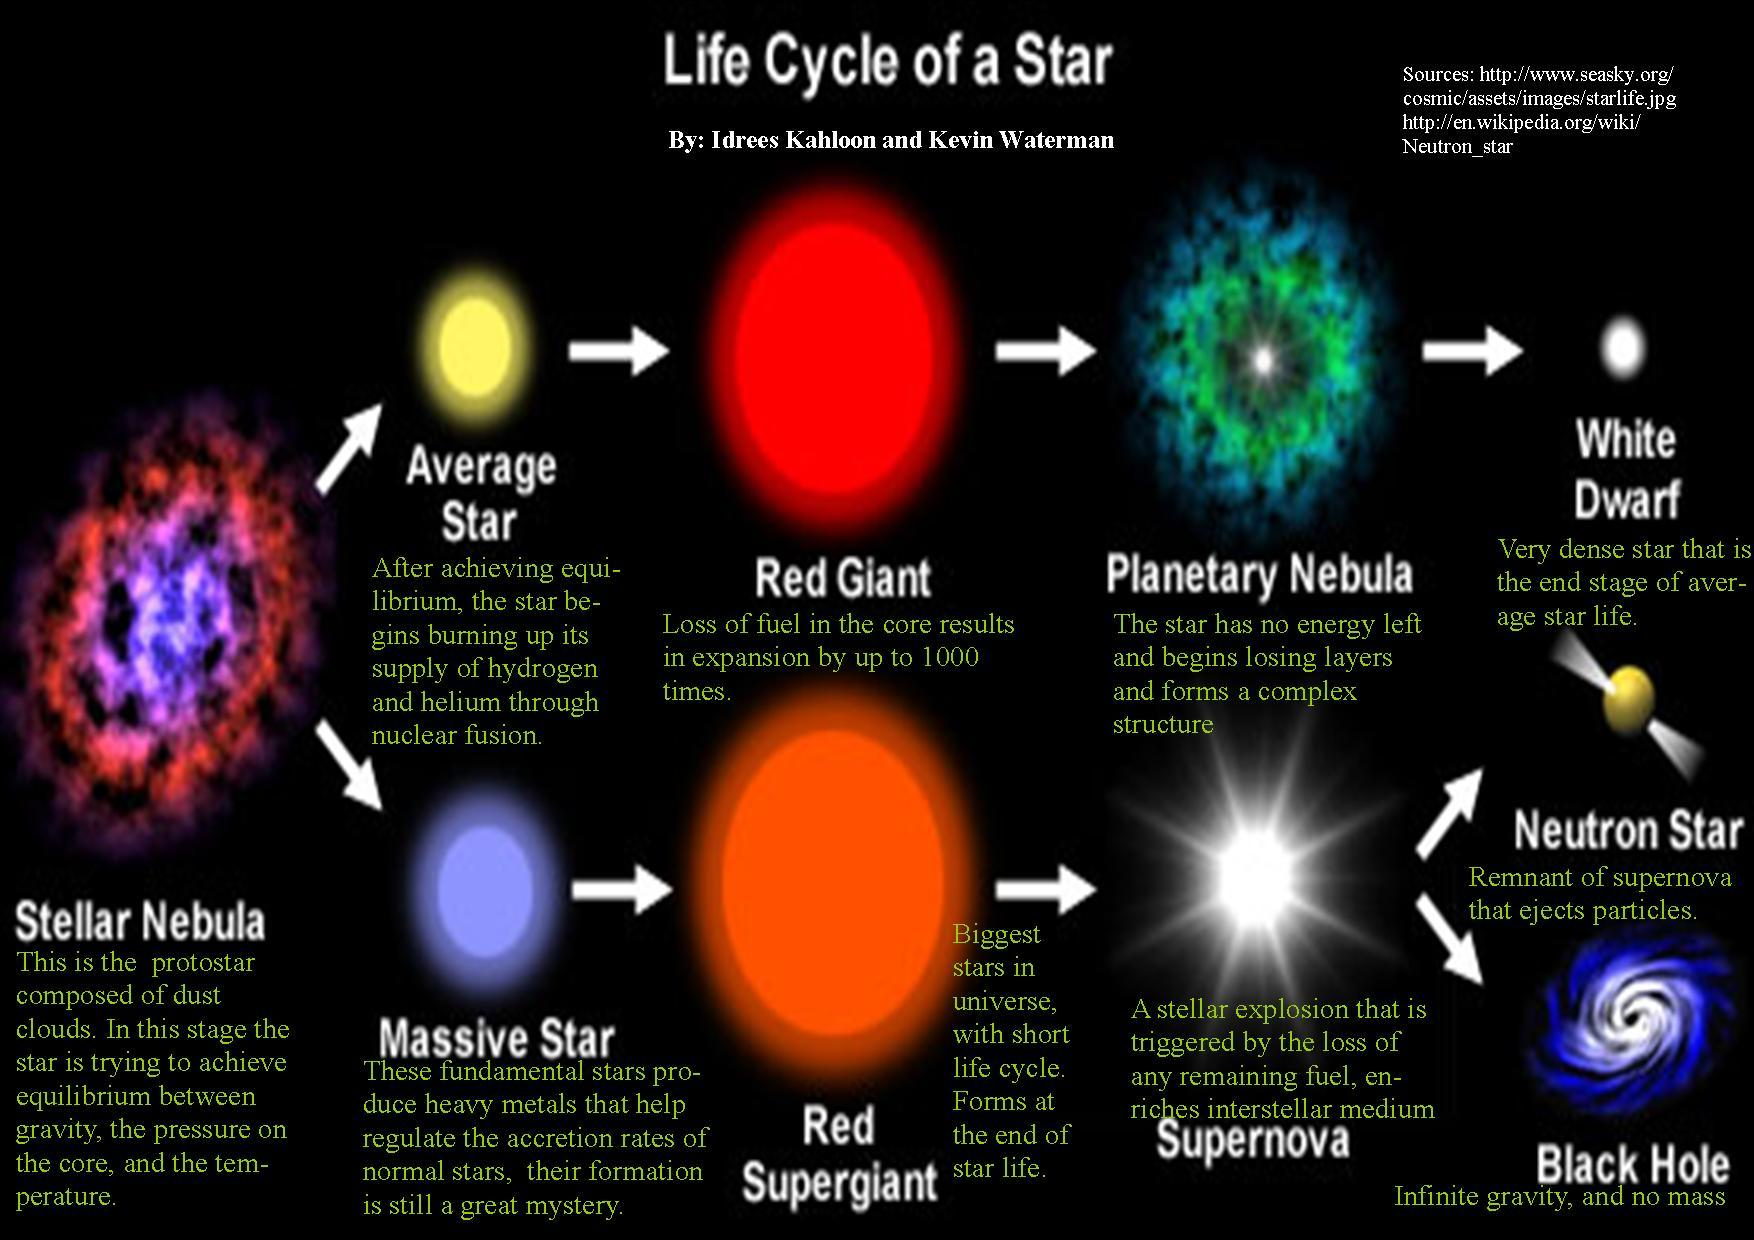 Life Cycle of a Star
By: Idrees Kahloon and Kevin Waterman
Sources: http://www.seasky.org/
cosmic/assets/images/starlife.jpg
http://en.wikipedia.org/wiki/
Neutron_star
Average
Star
After achieving equi-
librium, the star be-
gins burning up its
supply of hydrogen
and helium through
nuclear fusion.
Red Giant
Loss of fuel in the core results
in expansion by up to 1000
times.
Planetary Nebula
The star has no energy left
and begins losing layers
and forms a complex
structure
White
Dwarf
Very dense star that is
the end stage of aver-
age star life.
Stellar Nebula
This is the  protostar
composed of dust
clouds. In this stage the
star is trying to achieve
equilibrium between
gravity, the pressure on
the core, and the tem-
perature.
Massive Star
These fundamental stars pro-
duce heavy metals that help
regulate the accretion rates of
normal stars,  their formation
is still a great mystery.
Red
Supergiant
Biggest
stars in
universe,
with short
life cycle.
Forms at
the end of
star life.
A stellar explosion that is
triggered by the loss of
any remaining fuel, en-
riches interstellar medium
Supernova
Neutron Star
Remnant of supernova
that ejects particles.
Black Hole
Infinite gravity, and no mass